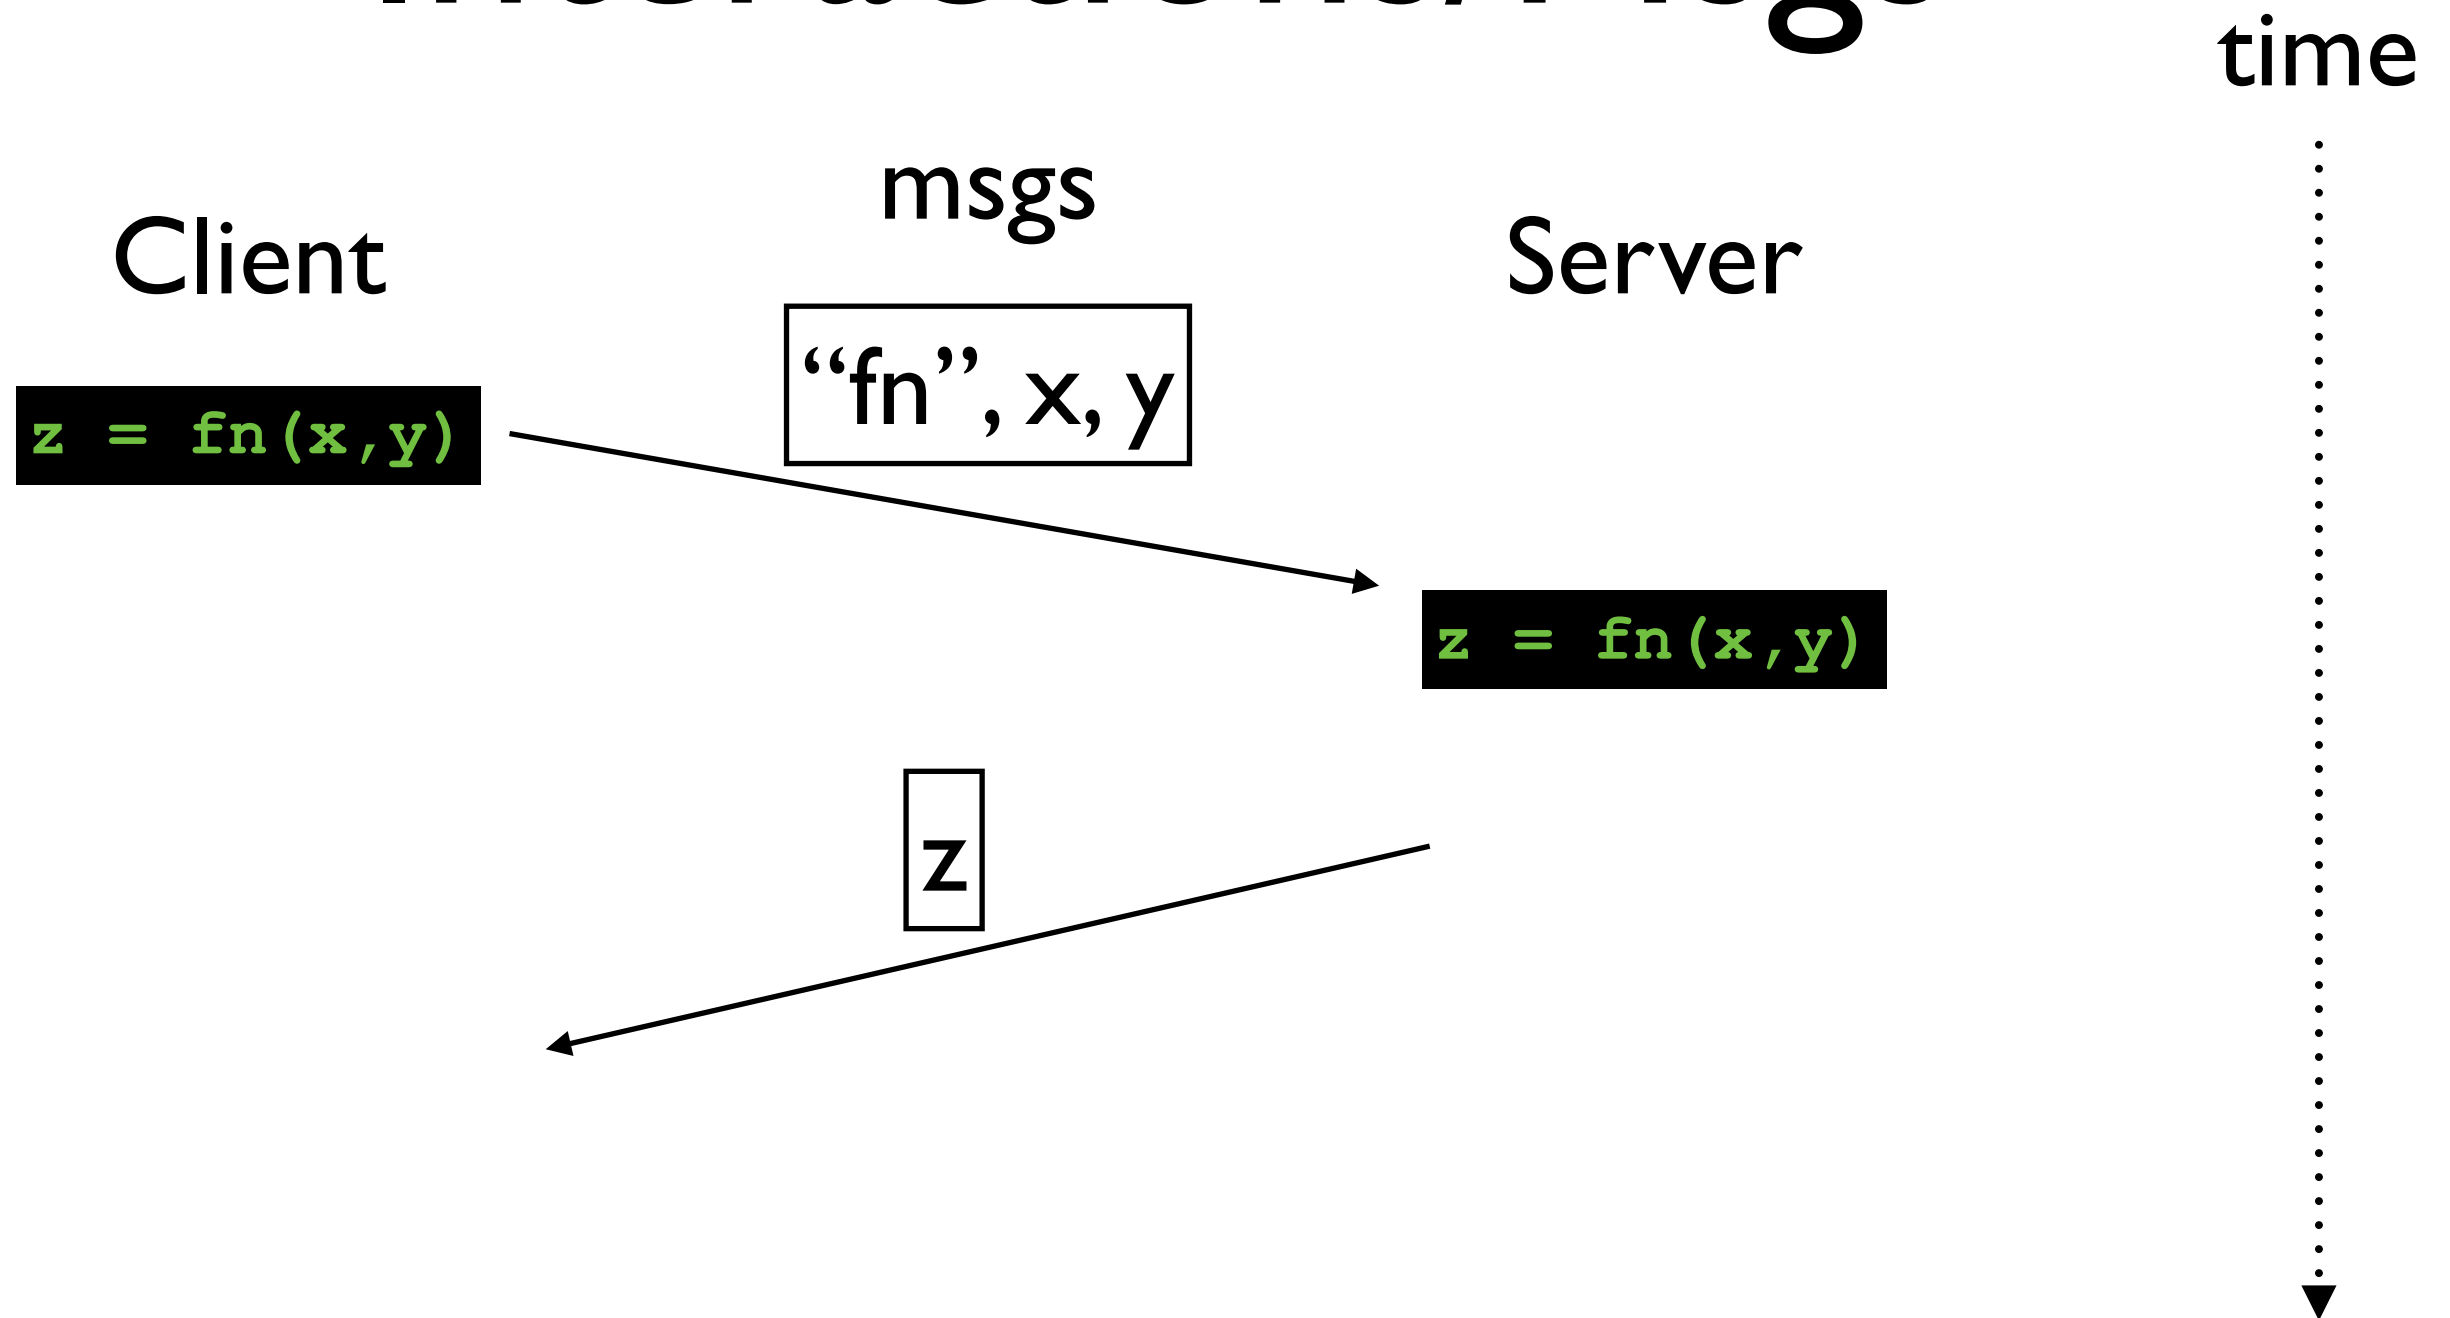 time
msgs
Client
Server
“fn”, x, y
z = fn(x,y)
z = fn(x,y)
z